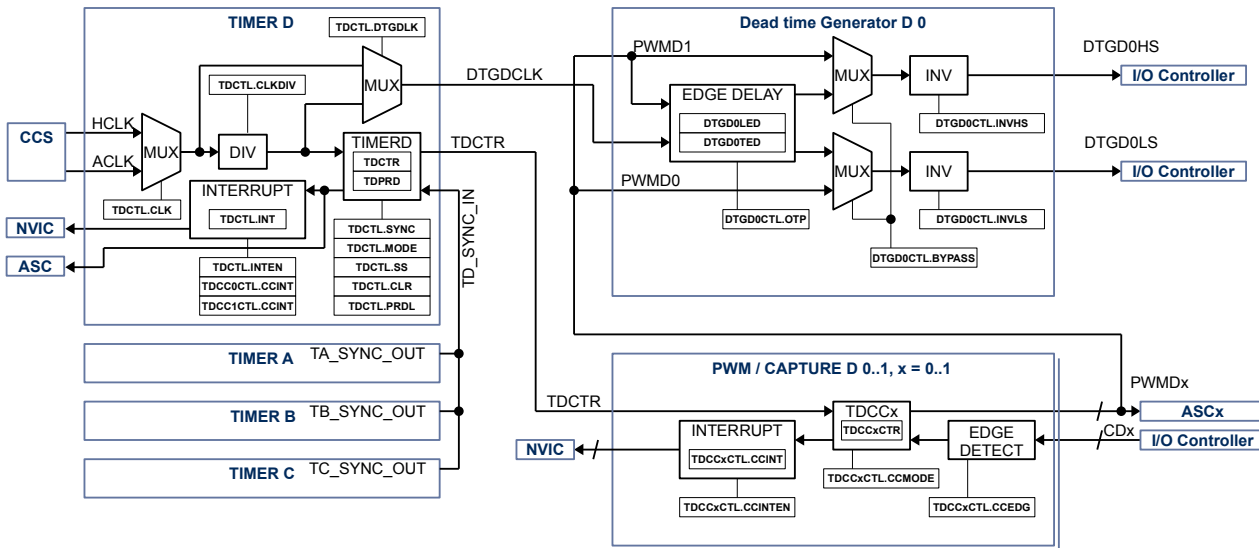 TIMER D
TDCTL.DTGDLK
MUX
DTGDCLK
TDCTL.CLKDIV
CCS
HCLK
ACLK
MUX
DIV
TDCTL.CLK
TIMERD
TDCTR
TDPRD
TDCTR
INTERRUPT
TDCTL.INT
NVIC
ASC
TDCTL.INTEN
TDCC0CTL.CCINT
TDCC1CTL.CCINT
TDCTL.SYNC
TDCTL.MODE
TDCTL.SS
TDCTL.CLR
TDCTL.PRDL
TD_SYNC_IN
TIMER A
TA_SYNC_OUT
TIMER B
TB_SYNC_OUT
TIMER C
TC_SYNC_OUT
Dead time Generator D 0
PWMD1
EDGE DELAY
DTGD0LED
DTGD0TED
PWMD0
DTGD0CTL.OTP
MUX
INV
DTGD0CTL.INVHS
MUX
INV
DTGD0CTL.INVLS
DTGD0CTL.BYPASS
DTGD0HS
I/O Controller
DTGD0LS
I/O Controller
PWM / CAPTURE D 0..1, x = 0..1
TDCTR
TDCCx
TDCCxCTR
TDCCxCTL.CCMODE
INTERRUPT
TDCCxCTL.CCINT
TDCCxCTL.CCINTEN
NVIC
EDGE
DETECT
TDCCxCTL.CCEDG
PWMDx
ASCx
CDx
I/O Controller